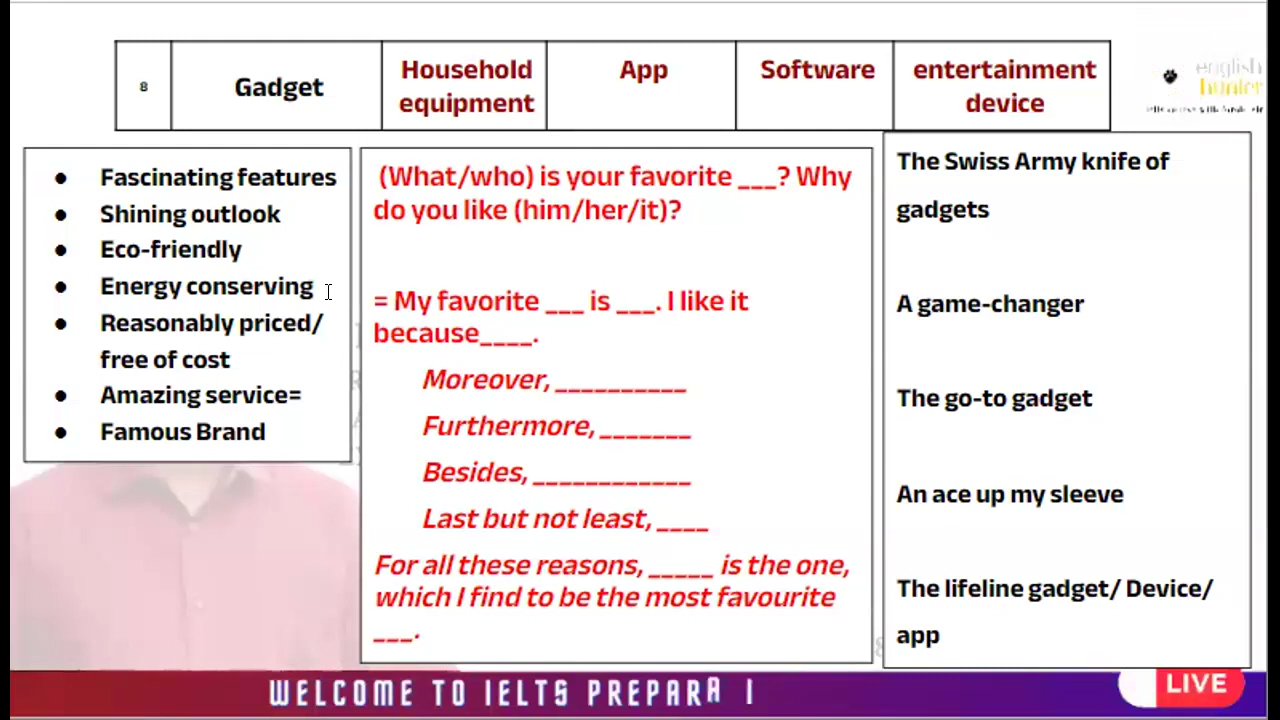 8
Gadget
Household
equipment
App
Software
entertainment
device
english
hunter
• Fascinating features
• Shining outlook
• Eco-friendly
• Energy conserving
• Reasonably priced/
free of cost
• Amazing service=
• Famous Brand
(What/who) is your favorite ___? Why
do you like (him/her/it)?
= My favorite ___ is ___. I like it
because____.
Moreover, __________
Furthermore, _______
Besides, ____________
Last but not least, ____
For all these reasons, _____ is the one,
which I find to be the most favourite
___.
The Swiss Army knife of
gadgets
A game-changer
The go-to gadget
An ace up my sleeve
The lifeline gadget/ Device/
app
WELCOME TO IELTS PREPARA I
LIVE